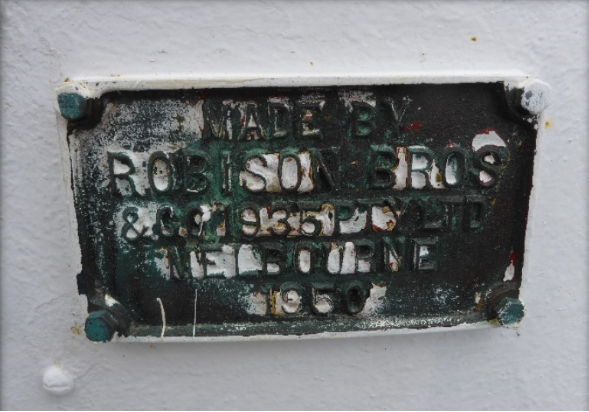 MADE BY
ROBISON BROS
& CO 1935 PTY LTD
MELBOURNE
1950